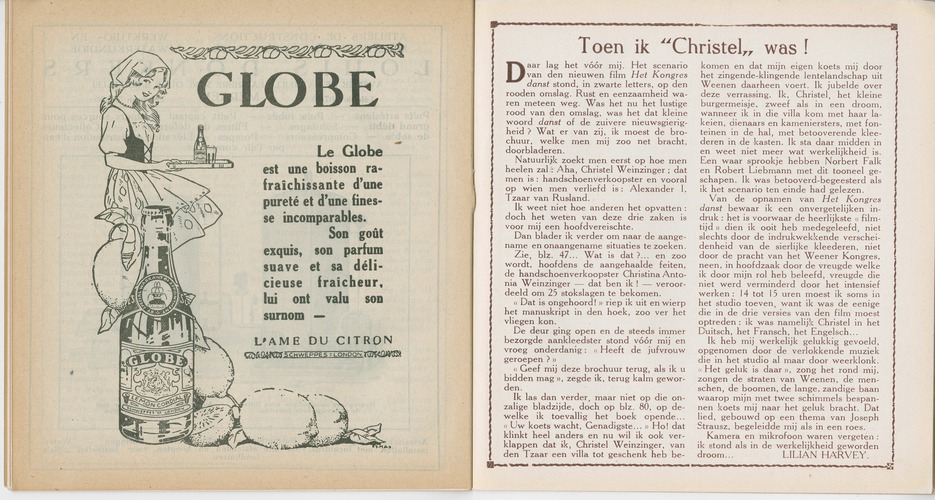 GLOBE
Le Globe
est une boisson ra-
fraîchissante d'une
pureté et d'une fines-
se incomparables.
Son goût
exquis, son parfum
suave et sa déli-
cieuse fraicheur,
lui ont valu son
surnom —
L'AME DU CITRON
SCHWEPPES : LONDON
GLOBE
LEMON SQUASH
Toen ik “Christel„ was !
Daar lag het vóór mij. Het scenario
van den nieuwen film Het Kongres
danst stond, in zwarte letters, op den
rooden omslag. Rust en eenzaamheid wa-
ren meteen weg. Was het nu het lustige
rood van den omslag, was het dat kleine
woord danst of de zuivere nieuwsgierig-
heid ? Wat er van zij, ik moest de bro-
chuur, welke men mij zoo net bracht,
doorbladeren.
Natuurlijk zoekt men eerst op hoe men
heelen zal : Aha, Christel Weinzinger ; dat
men is : handschoenverkoopster en vooral
op wien men verliefd is : Alexander I.
Tzaar van Rusland.
Ik weet niet hoe anderen het opvatten :
doch het weten van deze drie zaken is
voor mij een hoofdvereischte.
Dan blader ik verder om naar de aange-
name en onaangename situaties te zoeken.
Zie, blz. 47... Wat is dat ?... en zoo
wordt, hoofdens de aangehaalde feiten,
de handschoenverkoopster Christina Anto-
nia Weinzinger — dat ben ik ! — veroor-
deeld om 25 stokslagen te bekomen.
« Dat is ongehoord! » riep ik uit en wierp
het manuskript in den hoek, zoo ver het
vliegen kon.
De deur ging open en de steeds immer
bezorgde aankleedster stond vóór mij en
vroeg onderdanig : « Heeft de jufvrouw
geroepen ? »
« Geef mij deze brochure terug, als ik u
bidden mag », zegde ik, terug kalm gewor-
den.
Ik las dan verder, maar niet op die on-
zalige bladzijde, doch op blz. 80, op de-
welke ik toevallig het boek opende...
« Uw koets wacht, Genadigste... » Ho! dat
klinkt heel anders en nu wil ik ook ver-
klappen dat ik, Christel Weinzinger, van
den Tzaar een villa tot geschenk heb be-
komen en dat mijn eigen koets mij door
het zingende-klingende lentelandschap uit
Weenen daarheen voert. Ik jubelde over
deze verrassing. Ik, Christel, het kleine
burgermeisje, zweef als in een droom,
wanneer ik in die villa kom met haar la-
keien, dienaars en kameniersters, met fon-
teinen in de hal, met betooverende klee-
deren in de kasten. Ik sta daar midden in
en weet niet meer wat werkelijkheid is.
Een waar sprookje hebben Norbert Falk
en Robert Liebmann met dit tooneel ge-
schapen. Ik was betooverd-begeesterd als
ik het scenario ten einde had gelezen.
Van de opnamen van Het Kongres
danst bewaar ik een onvergetelijken in-
druk : het is voorwaar de heerlijkste « film-
tijd » dien ik ooit heb medegeleefd, niet
slechts door de indrukwekkende verschei-
denheid van de sierlijke kleederen, niet
door de pracht van het Weener Kongres,
neen, in hoofdzaak door de vreugde welke
ik door mijn rol heb beleefd, vreugde die
niet werd verminderd door het intensief
werken : 14 tot 15 uren moest ik soms in
het studio toeven, want ik was de eenige
die in de drie versies van den film moest
optreden : ik was namelijk Christel in het
Duitsch, het Fransch, het Engelsch...
Ik heb mij werkelijk gelukkig gevoeld,
opgenomen door de verlokkende muziek
die in het studio al maar door weerklonk.
« Het geluk is daar », zong het rond mij,
zongen de straten van Weenen, de men-
schen, de boomen, de lange, zandige baan
waarop mijn met twee schimmels bespan-
nen koets mij naar het geluk bracht. Dat
lied, gebouwd op een thema van Joseph
Strausz, begeleidde mij als in een roes.
Kamera en mikrofoon waren vergeten :
ik stond als in de werkelijkheid geworden
droom... LILIAN HARVEY.